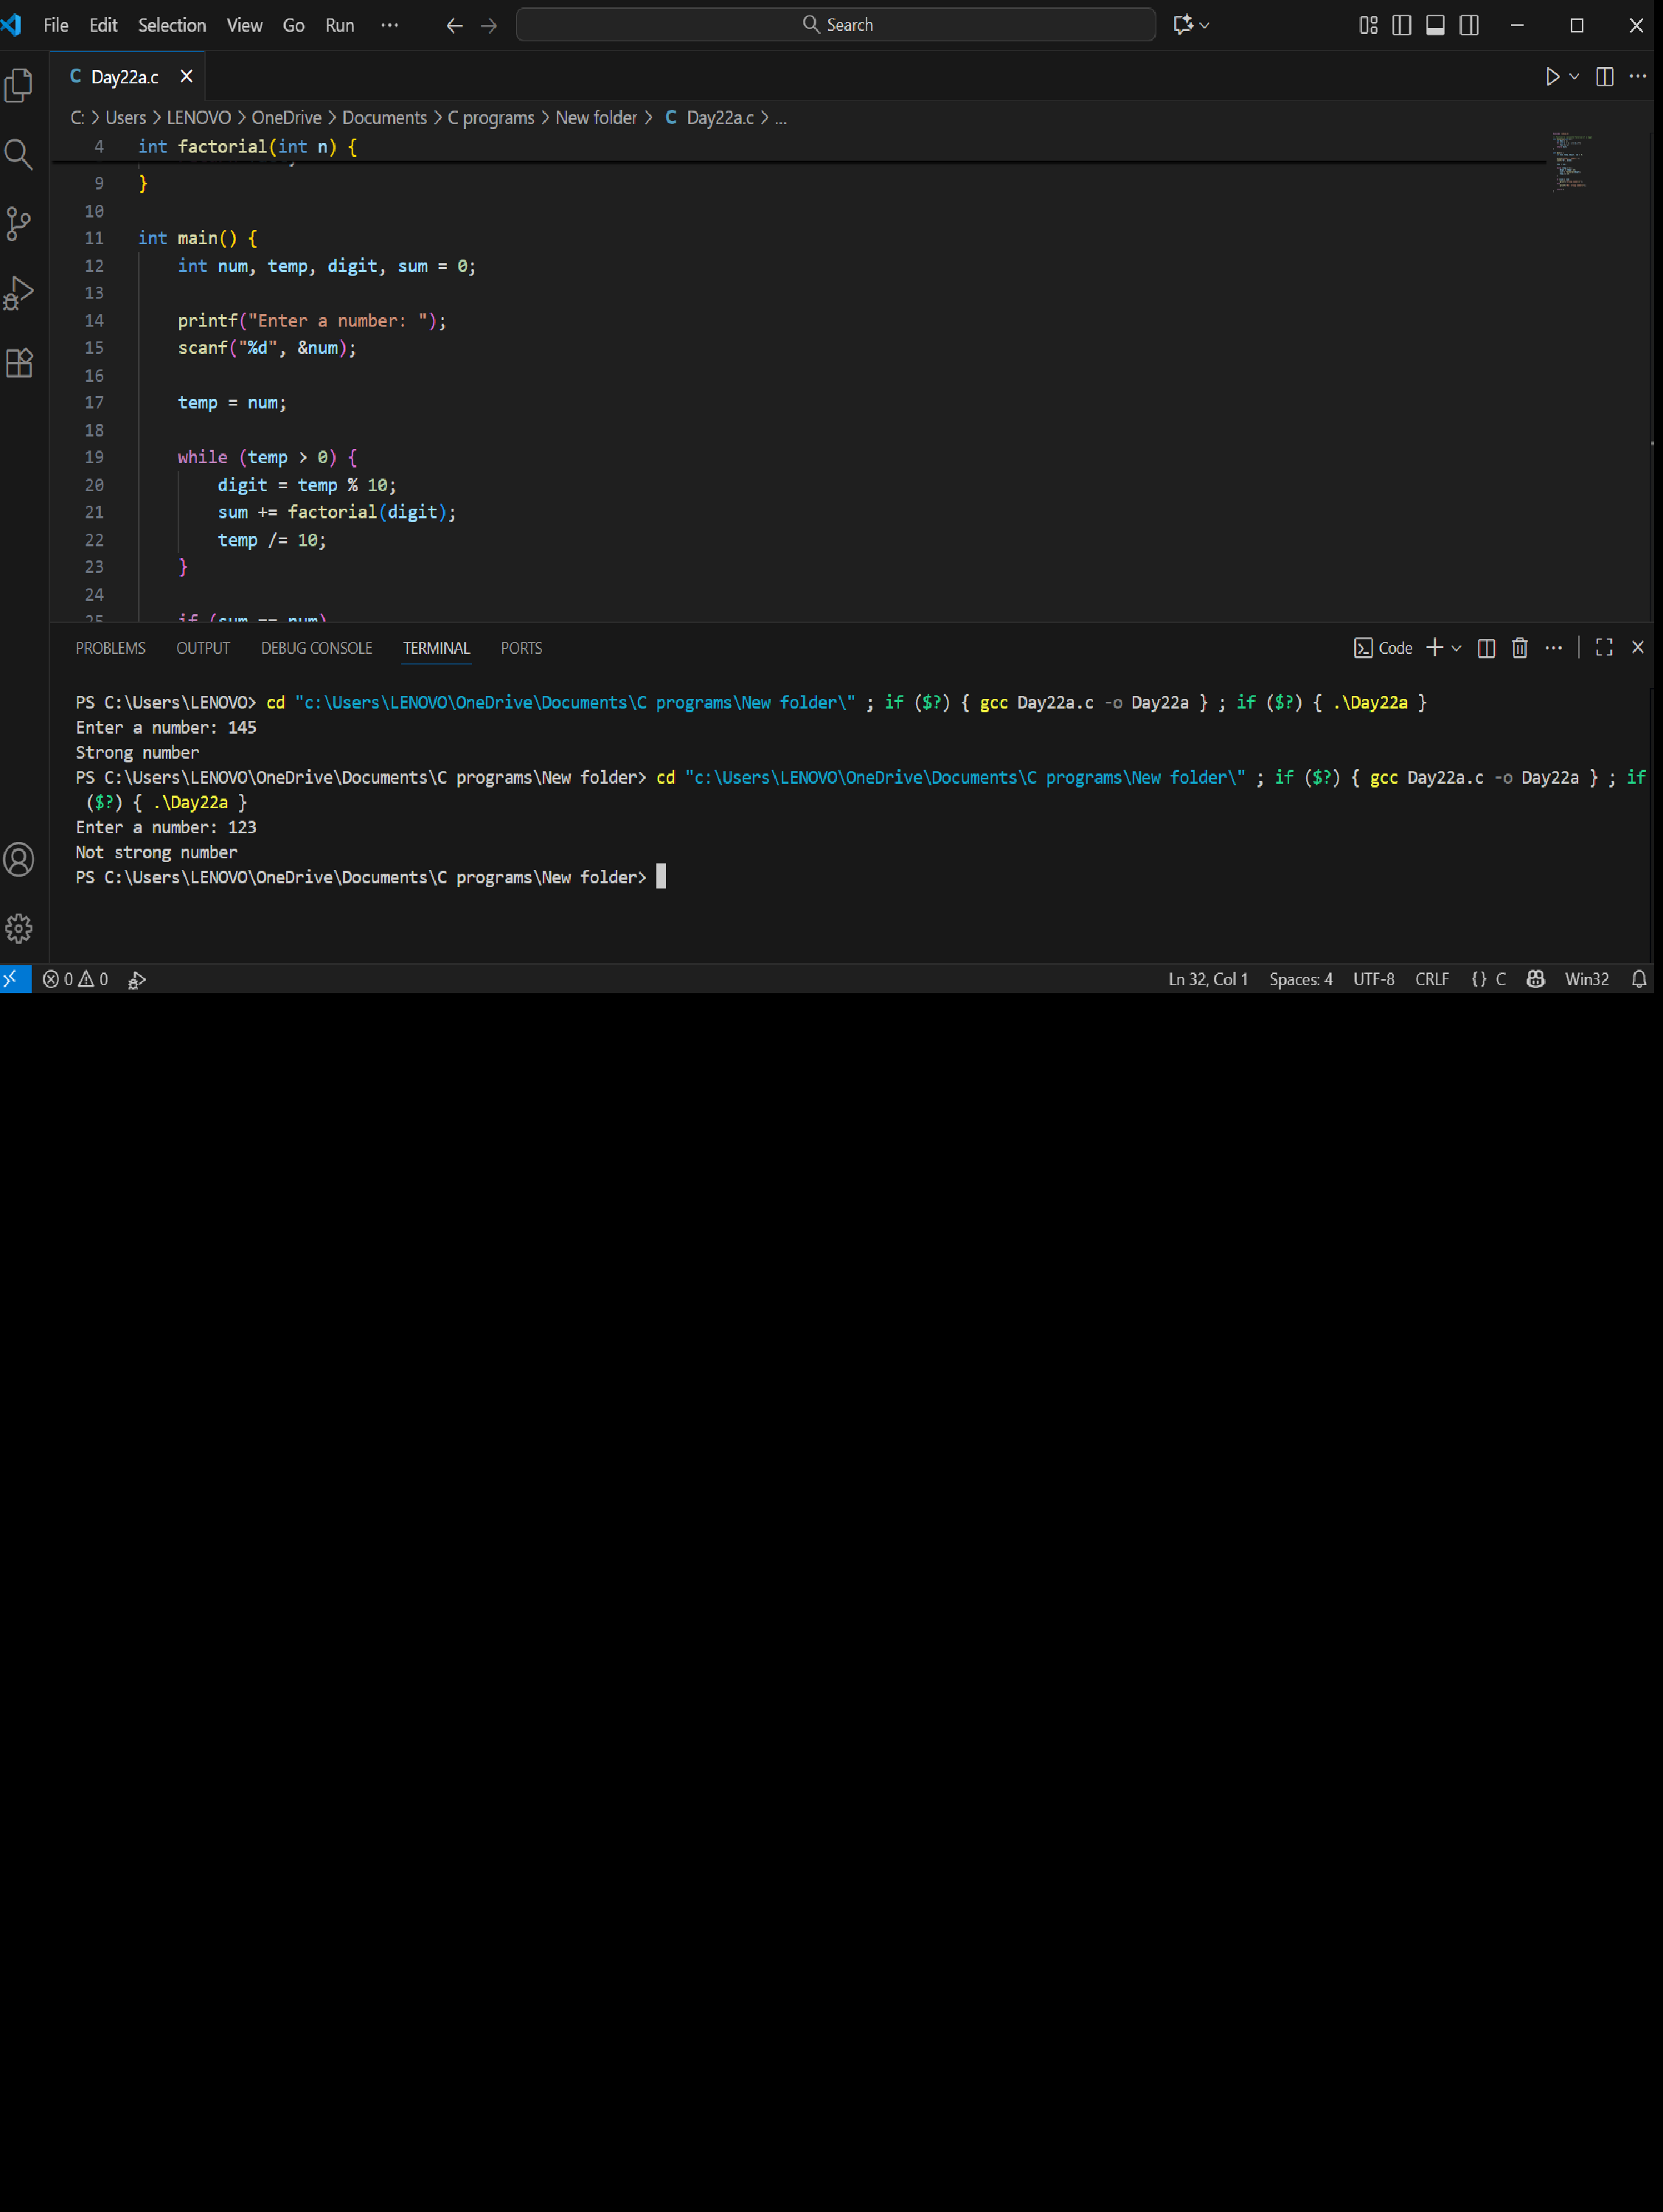 File Edit Selection View Go Run ... Search
C Day22a.c
C: > Users > LENOVO > OneDrive > Documents > C programs > New folder > C Day22a.c > ...
4 int factorial(int n) {
9 }
10
11 int main() {
12 int num, temp, digit, sum = 0;
13
14 printf("Enter a number: ");
15 scanf("%d", &num);
16
17 temp = num;
18
19 while (temp > 0) {
20 digit = temp % 10;
21 sum += factorial(digit);
22 temp /= 10;
23 }
24
25 if (sum == num)
PROBLEMS OUTPUT DEBUG CONSOLE TERMINAL PORTS Code
PS C:\Users\LENOVO> cd "c:\Users\LENOVO\OneDrive\Documents\C programs\New folder\" ; if ($?) { gcc Day22a.c -o Day22a } ; if ($?) { .\Day22a }
Enter a number: 145
Strong number
PS C:\Users\LENOVO\OneDrive\Documents\C programs\New folder> cd "c:\Users\LENOVO\OneDrive\Documents\C programs\New folder\" ; if ($?) { gcc Day22a.c -o Day22a } ; if
($?) { .\Day22a }
Enter a number: 123
Not strong number
PS C:\Users\LENOVO\OneDrive\Documents\C programs\New folder>
0 0 Ln 32, Col 1 Spaces: 4 UTF-8 CRLF {} C Win32